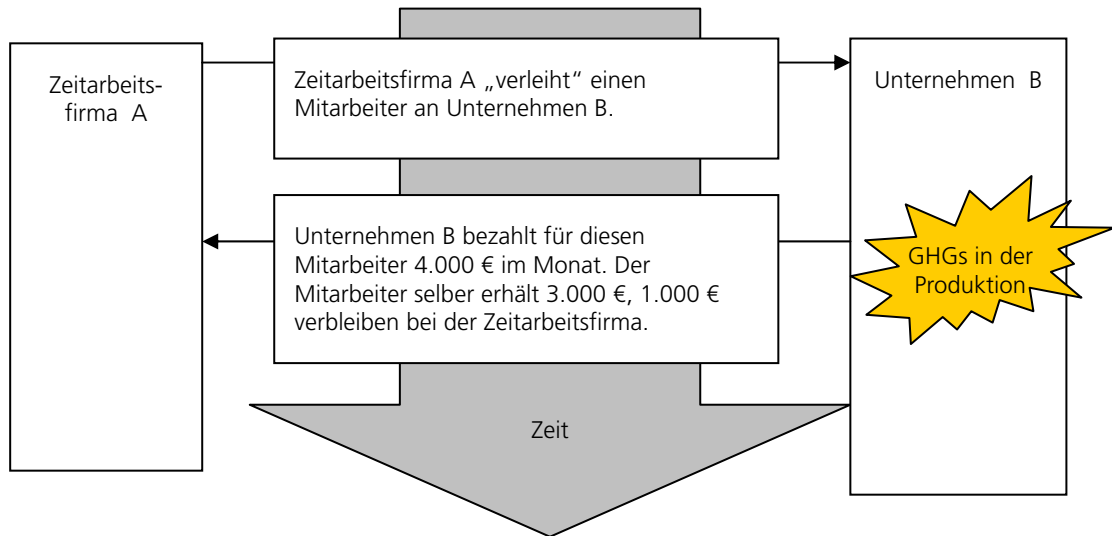 Zeitarbeits-
firma A
Zeitarbeitsfirma A „verleiht“ einen
Mitarbeiter an Unternehmen B.
Unternehmen B
Unternehmen B bezahlt für diesen
Mitarbeiter 4.000 € im Monat. Der
Mitarbeiter selber erhält 3.000 €, 1.000 €
verbleiben bei der Zeitarbeitsfirma.
GHGs in der
Produktion
Zeit